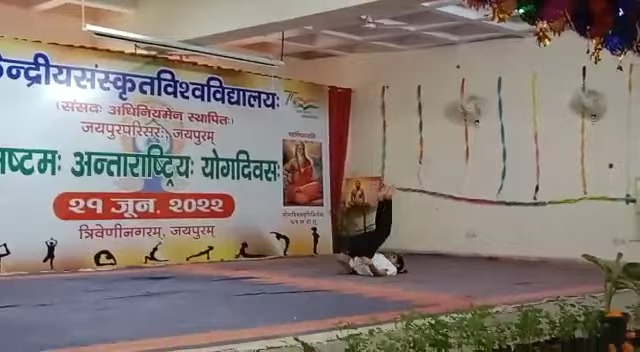 केन्द्रीयसंस्कृतविश्वविद्यालयः
(संसदः अधिनियमेन स्थापितः)
जयपुरपरिसरः, जयपुरम्
अष्टमः अन्ताराष्ट्रियः योगदिवसः
२१ जून, २०२२
त्रिवेणीनगरम्, जयपुरम्